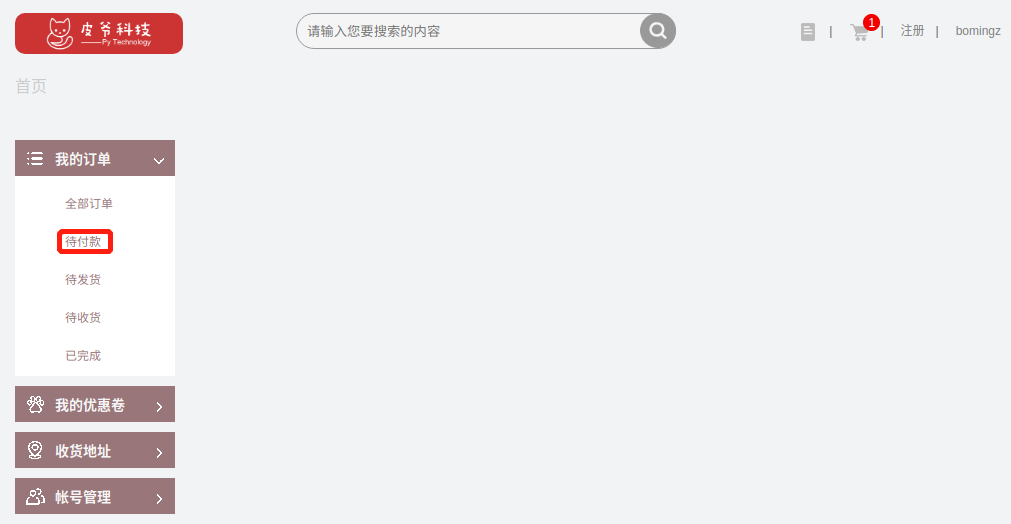 皮爷科技
Py Technology
请输入您要搜索的内容
1
| | 注册 | bomingz
首页
我的订单
全部订单
待付款
待发货
待收货
已完成
我的优惠卷
收货地址
帐号管理